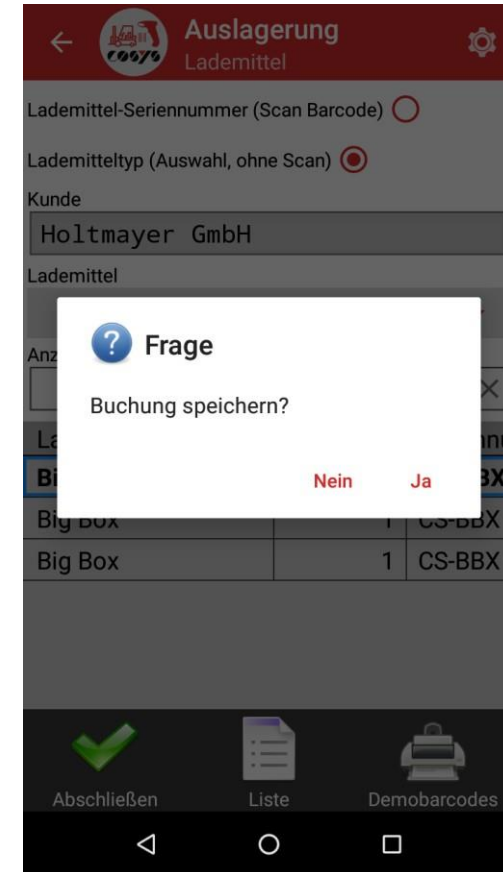 COSYS
Auslagerung
Lademittel
Lademittel-Seriennummer (Scan Barcode)
Lademitteltyp (Auswahl, ohne Scan)
Kunde
Holtmayer GmbH
Lademittel
Frage
Buchung speichern?
Nein Ja
Big Box 1 CS-BBX
Big Box 1 CS-BBX
Abschließen Liste Demobarcodes